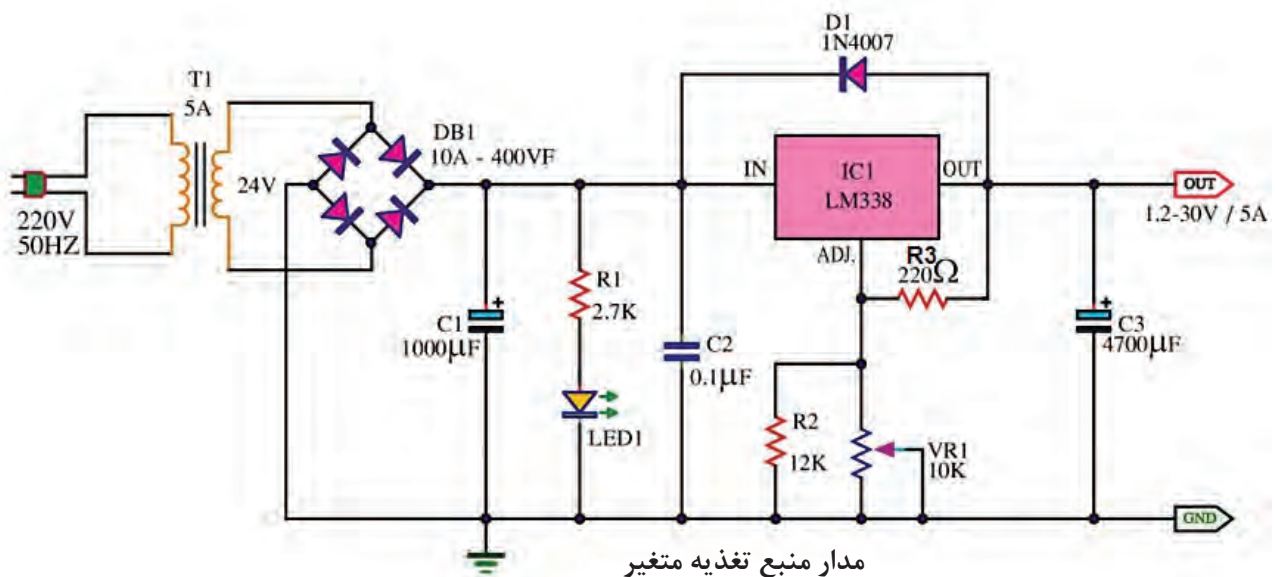 T1
5A
220V
50HZ
24V
DB1
10A - 400VF
C1
1000µF
+
R1
2.7K
LED1
C2
0.1µF
D1
1N4007
IN
IC1
LM338
OUT
ADJ.
R3
220Ω
R2
12K
VR1
10K
+
C3
4700µF
OUT
1.2-30V / 5A
GND
مدار منبع تغذیه متغیر